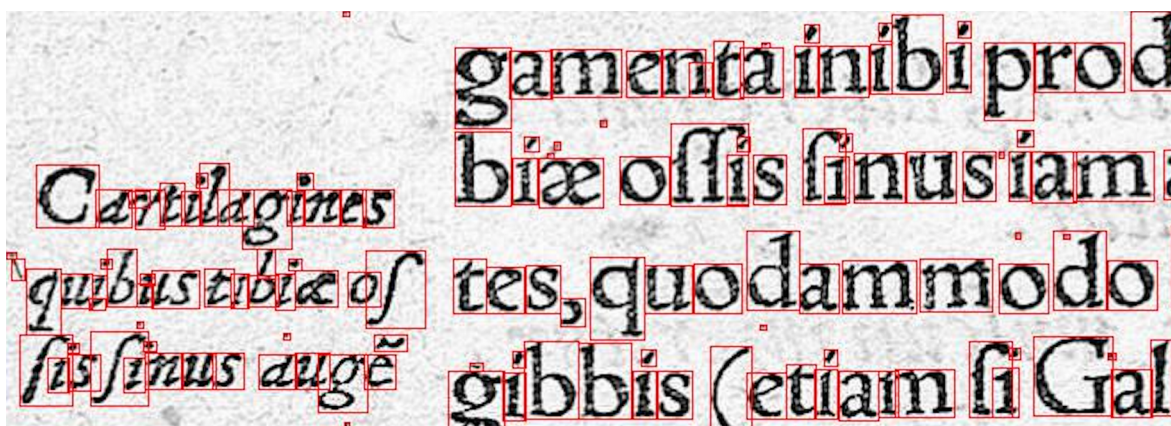 Cartilagines
quibus tibiæ oſ
ſis ſinus augẽ
gamenta inibi prod
biæ oſſis ſinus iam
tes, quodammodo
gibbis (etiam ſi Gal